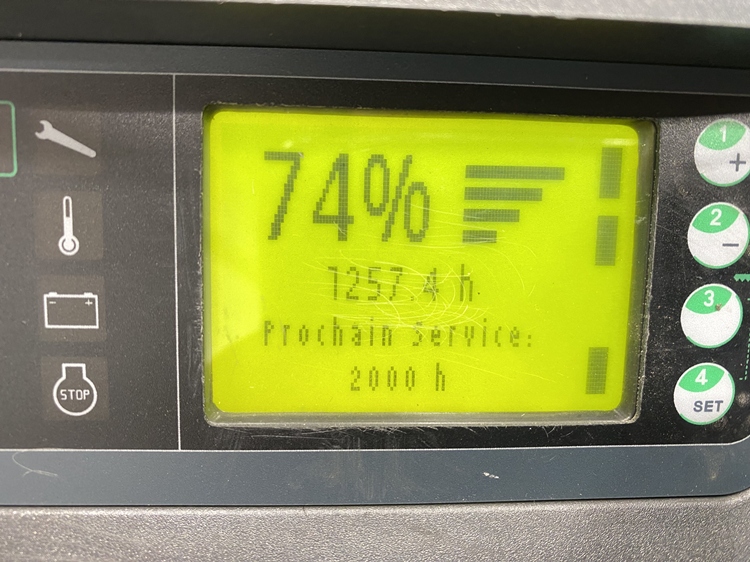 74%
1257.4 h
Prochain Service:
2000 h
STOP
1
+
2
−
3
4
SET